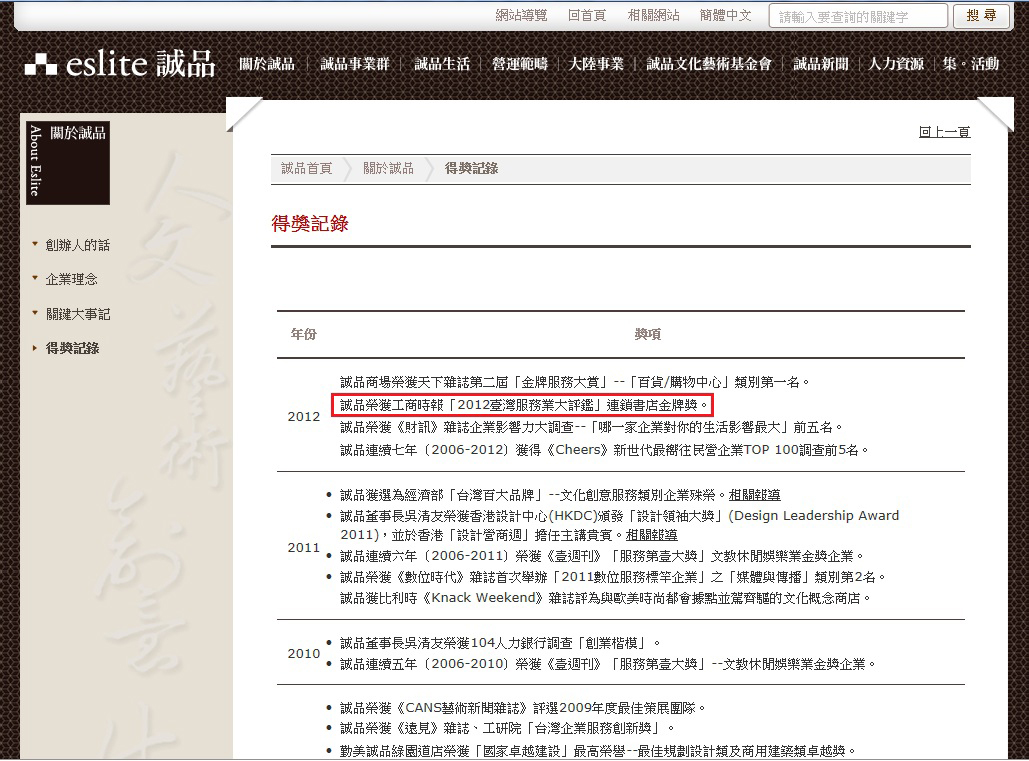 網站導覽 回首頁 相關網站 簡體中文 請輸入要查詢的關鍵字 搜尋
eslite 誠品 關於誠品 誠品事業群 誠品生活 營運範疇 大陸事業 誠品文化藝術基金會 誠品新聞 人力資源 集。活動
關於誠品
About Eslite
創辦人的話
企業理念
關鍵大事記
得獎記錄
人文藝術創意生
回上一頁
誠品首頁 關於誠品 得獎記錄
得獎記錄
年份 獎項
2012
誠品商場榮獲天下雜誌第二屆「金牌服務大賞」--「百貨/購物中心」類別第一名。
誠品榮獲工商時報「2012臺灣服務業大評鑑」連鎖書店金牌獎。
誠品榮獲《財訊》雜誌企業影響力大調查--「哪一家企業對你的生活影響最大」前五名。
誠品連續七年〔2006-2012〕獲得《Cheers》新世代最嚮往民營企業TOP 100調查前5名。
2011
• 誠品獲選為經濟部「台灣百大品牌」--文化創意服務類別企業殊榮。相關報導
• 誠品董事長吳清友榮獲香港設計中心(HKDC)頒發「設計領袖大獎」(Design Leadership Award
2011)，並於香港「設計營商週」擔任主講貴賓。相關報導
• 誠品連續六年〔2006-2011〕榮獲《壹週刊》「服務第壹大獎」文教休閒娛樂業金獎企業。
• 誠品榮獲《數位時代》雜誌首次舉辦「2011數位服務標竿企業」之「媒體與傳播」類別第2名。
誠品獲比利時《Knack Weekend》雜誌評為與歐美時尚都會據點並駕齊驅的文化概念商店。
2010
• 誠品董事長吳清友榮獲104人力銀行調查「創業楷模」。
• 誠品連續五年〔2006-2010〕榮獲《壹週刊》「服務第壹大獎」--文教休閒娛樂業金獎企業。
• 誠品榮獲《CANS藝術新聞雜誌》評選2009年度最佳策展團隊。
• 誠品榮獲《遠見》雜誌、工研院「台灣企業服務創新獎」。
• 勤美誠品綠園道店榮獲「國家卓越建設」最高榮譽--最佳規劃設計類及商用建築類卓越獎。